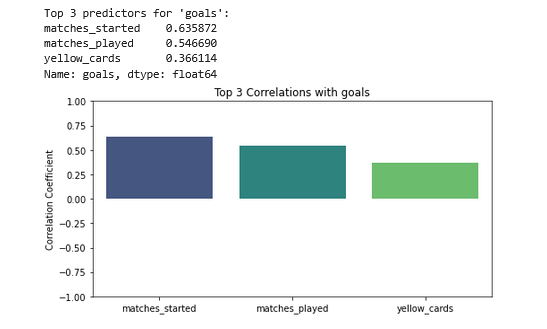 Top 3 predictors for 'goals':
matches_started    0.635872
matches_played     0.546690
yellow_cards       0.366114
Name: goals, dtype: float64
Top 3 Correlations with goals
Correlation Coefficient
1.00
0.75
0.50
0.25
0.00
−0.25
−0.50
−0.75
−1.00
matches_started
matches_played
yellow_cards